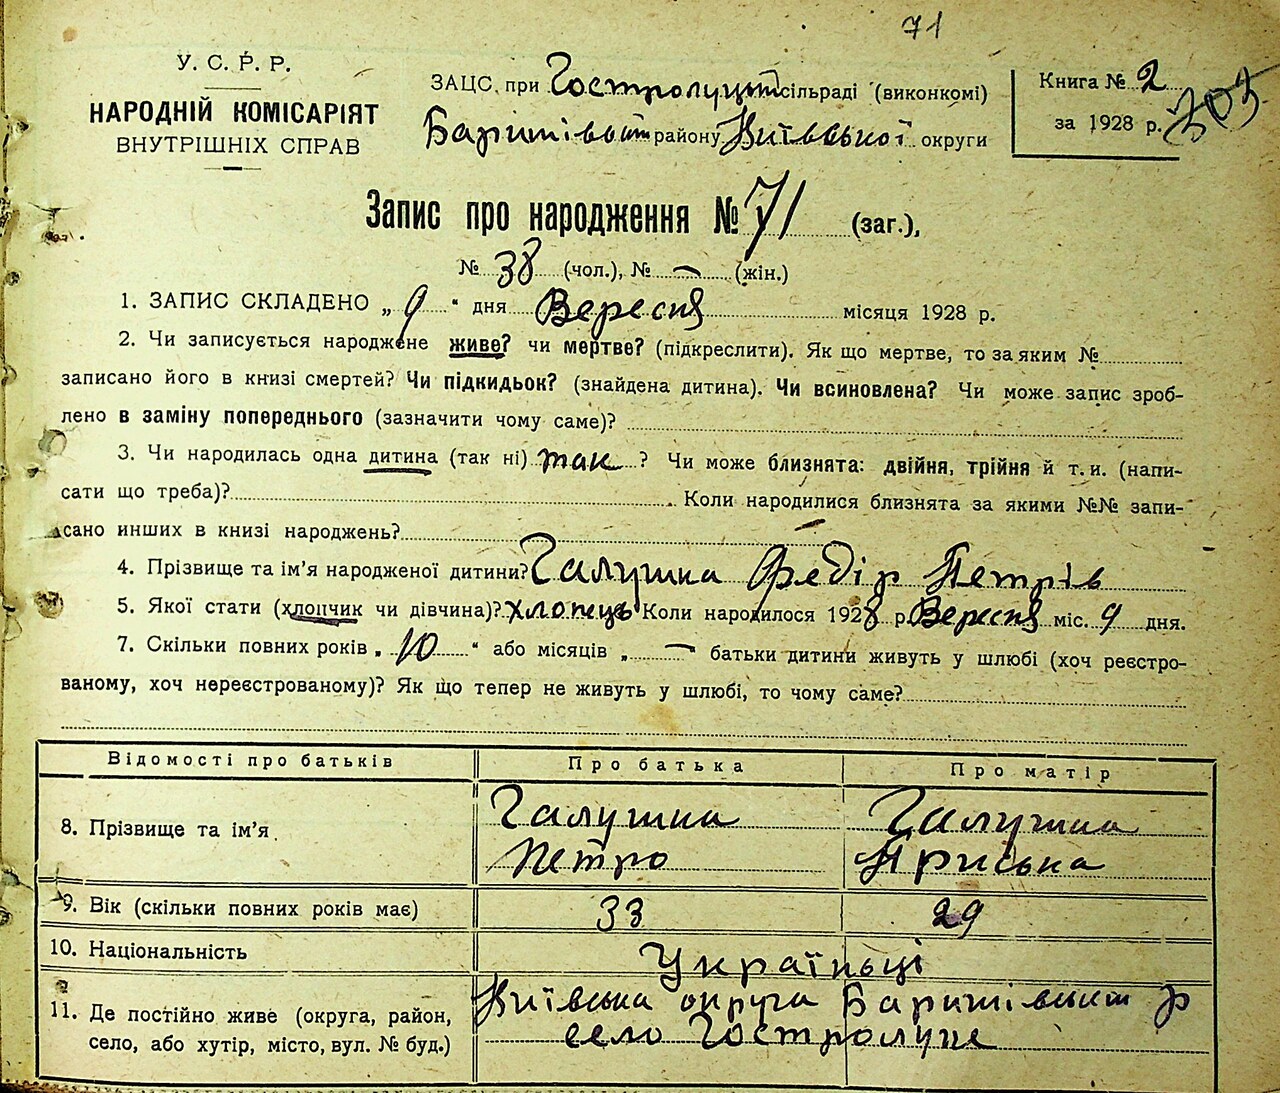 71
У. С. Р. Р.
НАРОДНІЙ КОМІСАРІЯТ
ВНУТРІШНІХ СПРАВ
ЗАЦС. при Гостролуцькій сільраді (виконкомі)
Баришівськ району Київської округи
Книга № 2
за 1928 р.
303
Запис про народження № 71 (заг.),
№ 38 (чол.), № — (жін.)
1. ЗАПИС СКЛАДЕНО „ 9 " дня Вересня місяця 1928 р.
2. Чи записується народжене живе? чи мертве? (підкреслити). Як що мертве, то за яким №
записано його в книзі смертей? Чи підкидьок? (знайдена дитина). Чи всиновлена? Чи може запис зроб-
лено в заміну попереднього (зазначити чому саме)?
3. Чи народилась одна дитина (так ні) так ? Чи може близнята: двійня, трійня й т. и. (напи-
сати що треба)? Коли народилися близнята за якими №№ запи-
сано инших в книзі народжень? —
4. Прізвище та ім'я народженої дитини? Галушка Федір Петрів
5. Якої стати (хлопчик чи дівчина)? хлопець Коли народилося 1928 р. Вересня міс. 9 дня.
7. Скільки повних років „ 10 " або місяців „ — батьки дитини живуть у шлюбі (хоч реєстро-
ваному, хоч нереєстрованому)? Як що тепер не живуть у шлюбі, то чому саме?
Відомості про батьків Про батька Про матір
8. Прізвище та ім'я Галушка Петро ГалушкаПриська
9. Вік (скільки повних років має) 33 29
10. Національність Україньці
11. Де постійно живе (округа, район, Київська округа Баришівськ р
село, або хутір, місто, вул. № буд.) село Гостролуче